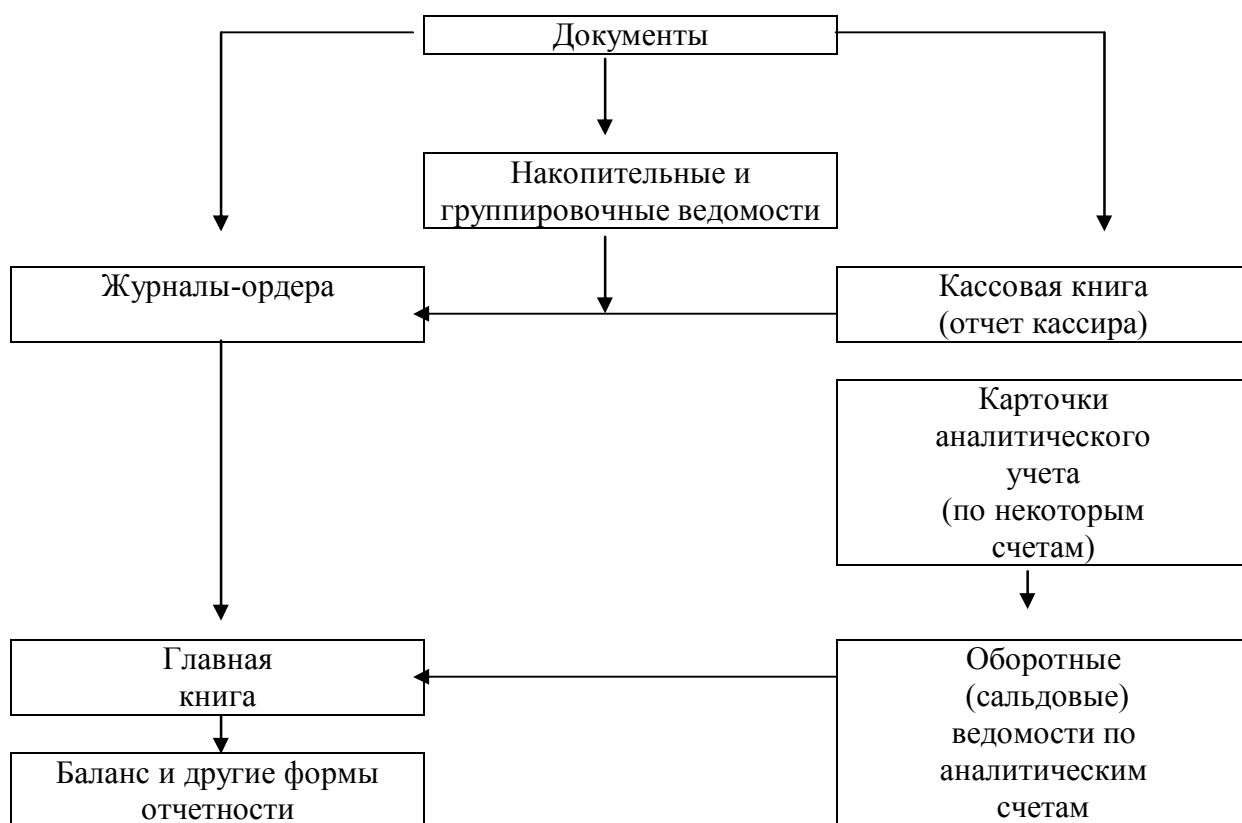 Документы
Накопительные и
группировочные ведомости
Журналы-ордера
Кассовая книга
(отчет кассира)
Карточки
аналитического
учета
(по некоторым
счетам)
Главная
книга
Оборотные
(сальдовые)
ведомости по
аналитическим
счетам
Баланс и другие формы
отчетности